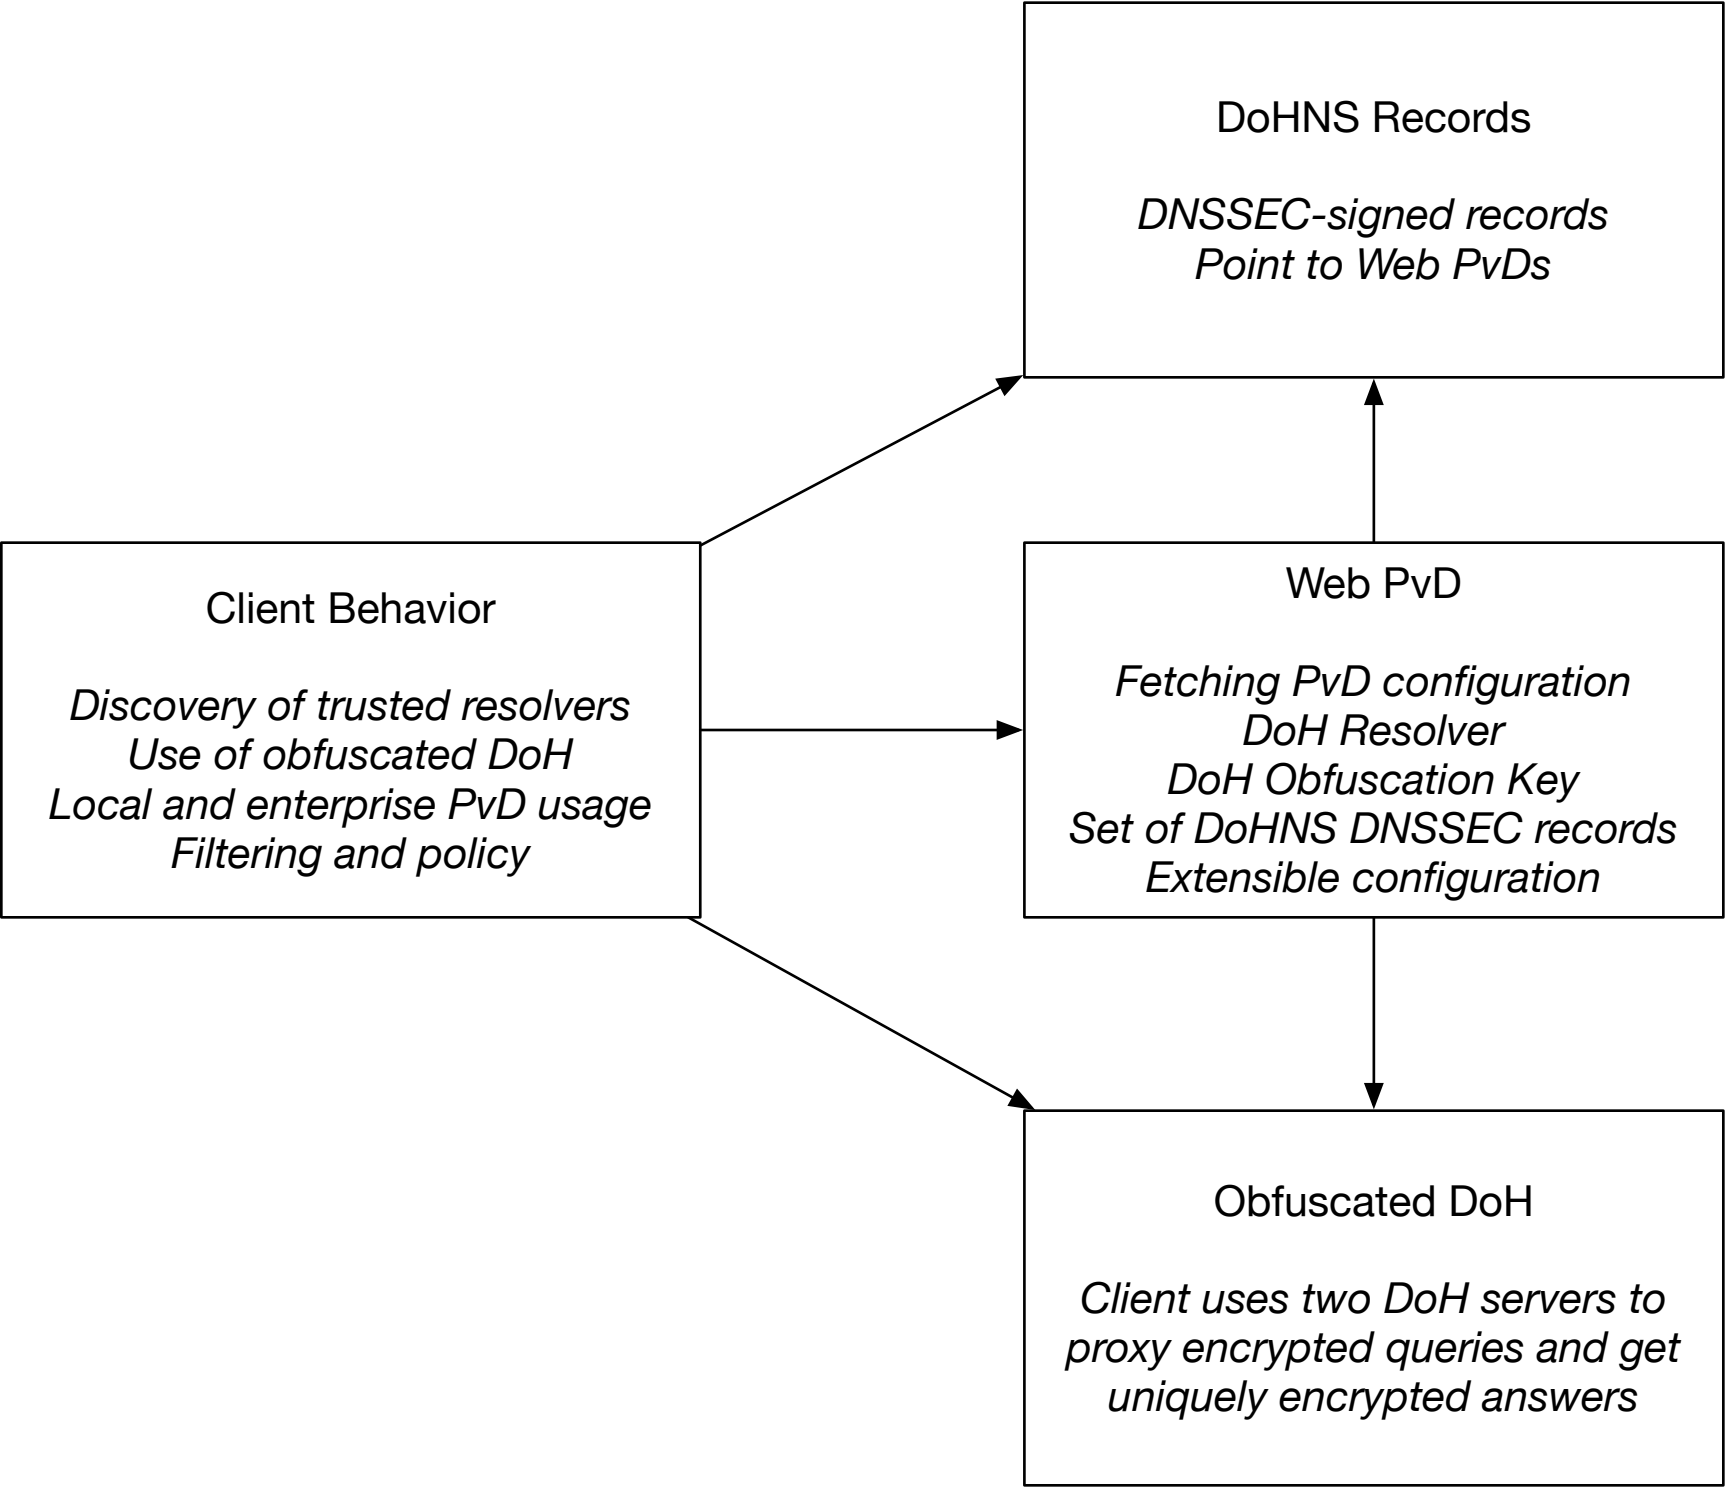 DoHNS Records
DNSSEC-signed records
Point to Web PvDs
Client Behavior
Discovery of trusted resolvers
Use of obfuscated DoH
Local and enterprise PvD usage
Filtering and policy
Web PvD
Fetching PvD configuration
DoH Resolver
DoH Obfuscation Key
Set of DoHNS DNSSEC records
Extensible configuration
Obfuscated DoH
Client uses two DoH servers to
proxy encrypted queries and get
uniquely encrypted answers